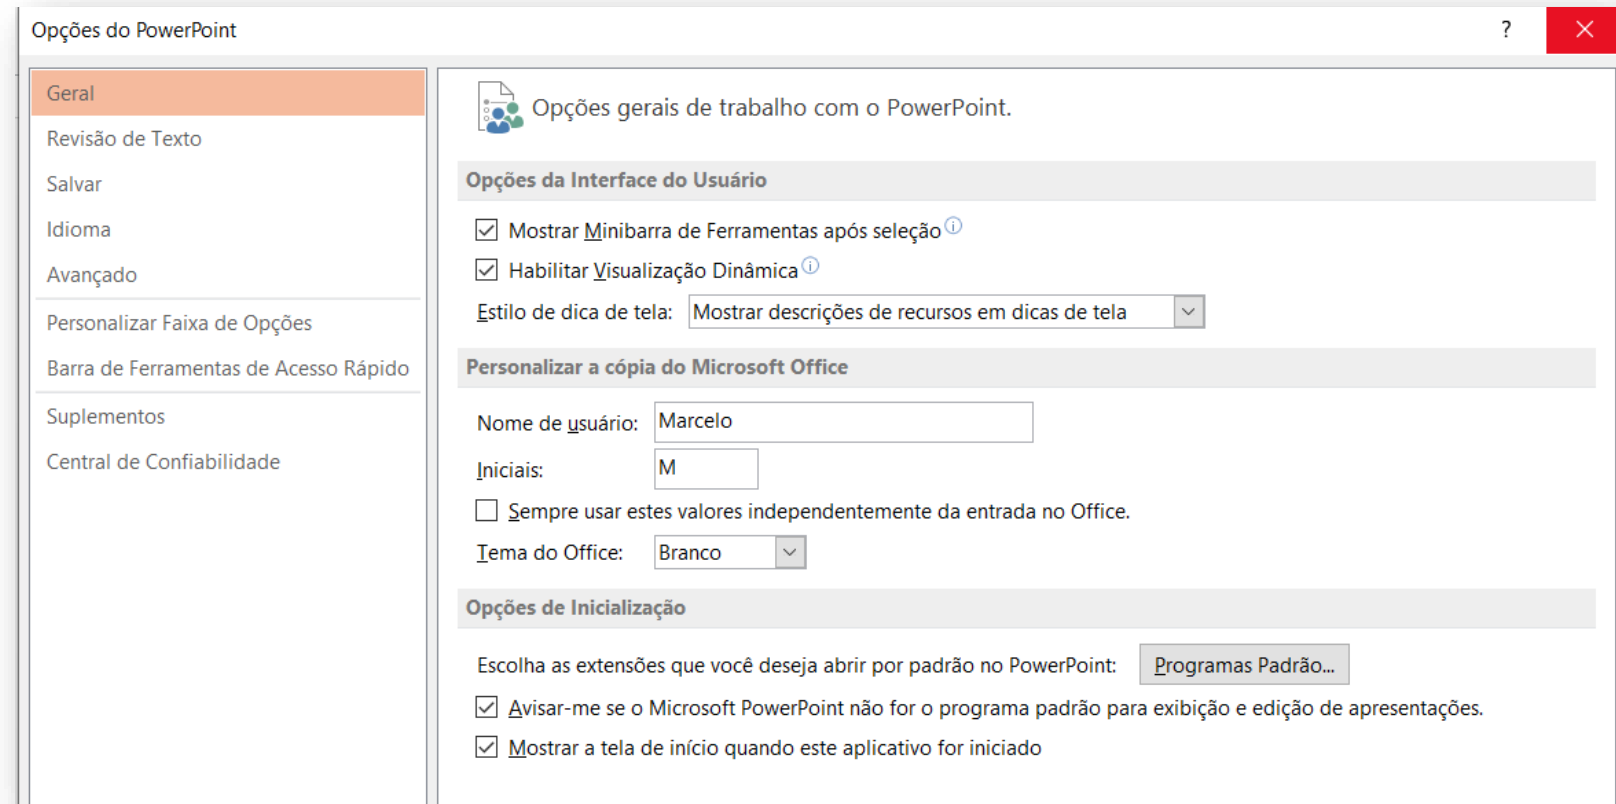 Opções do PowerPoint ?
Geral
Revisão de Texto
Salvar
Idioma
Avançado
Personalizar Faixa de Opções
Barra de Ferramentas de Acesso Rápido
Suplementos
Central de Confiabilidade
Opções gerais de trabalho com o PowerPoint.
Opções da Interface do Usuário
Mostrar Minibarra de Ferramentas após seleção
Habilitar Visualização Dinâmica
Estilo de dica de tela: Mostrar descrições de recursos em dicas de tela
Personalizar a cópia do Microsoft Office
Nome de usuário: Marcelo
Iniciais: M
Sempre usar estes valores independentemente da entrada no Office.
Tema do Office: Branco
Opções de Inicialização
Escolha as extensões que você deseja abrir por padrão no PowerPoint: Programas Padrão...
Avisar-me se o Microsoft PowerPoint não for o programa padrão para exibição e edição de apresentações.
Mostrar a tela de início quando este aplicativo for iniciado